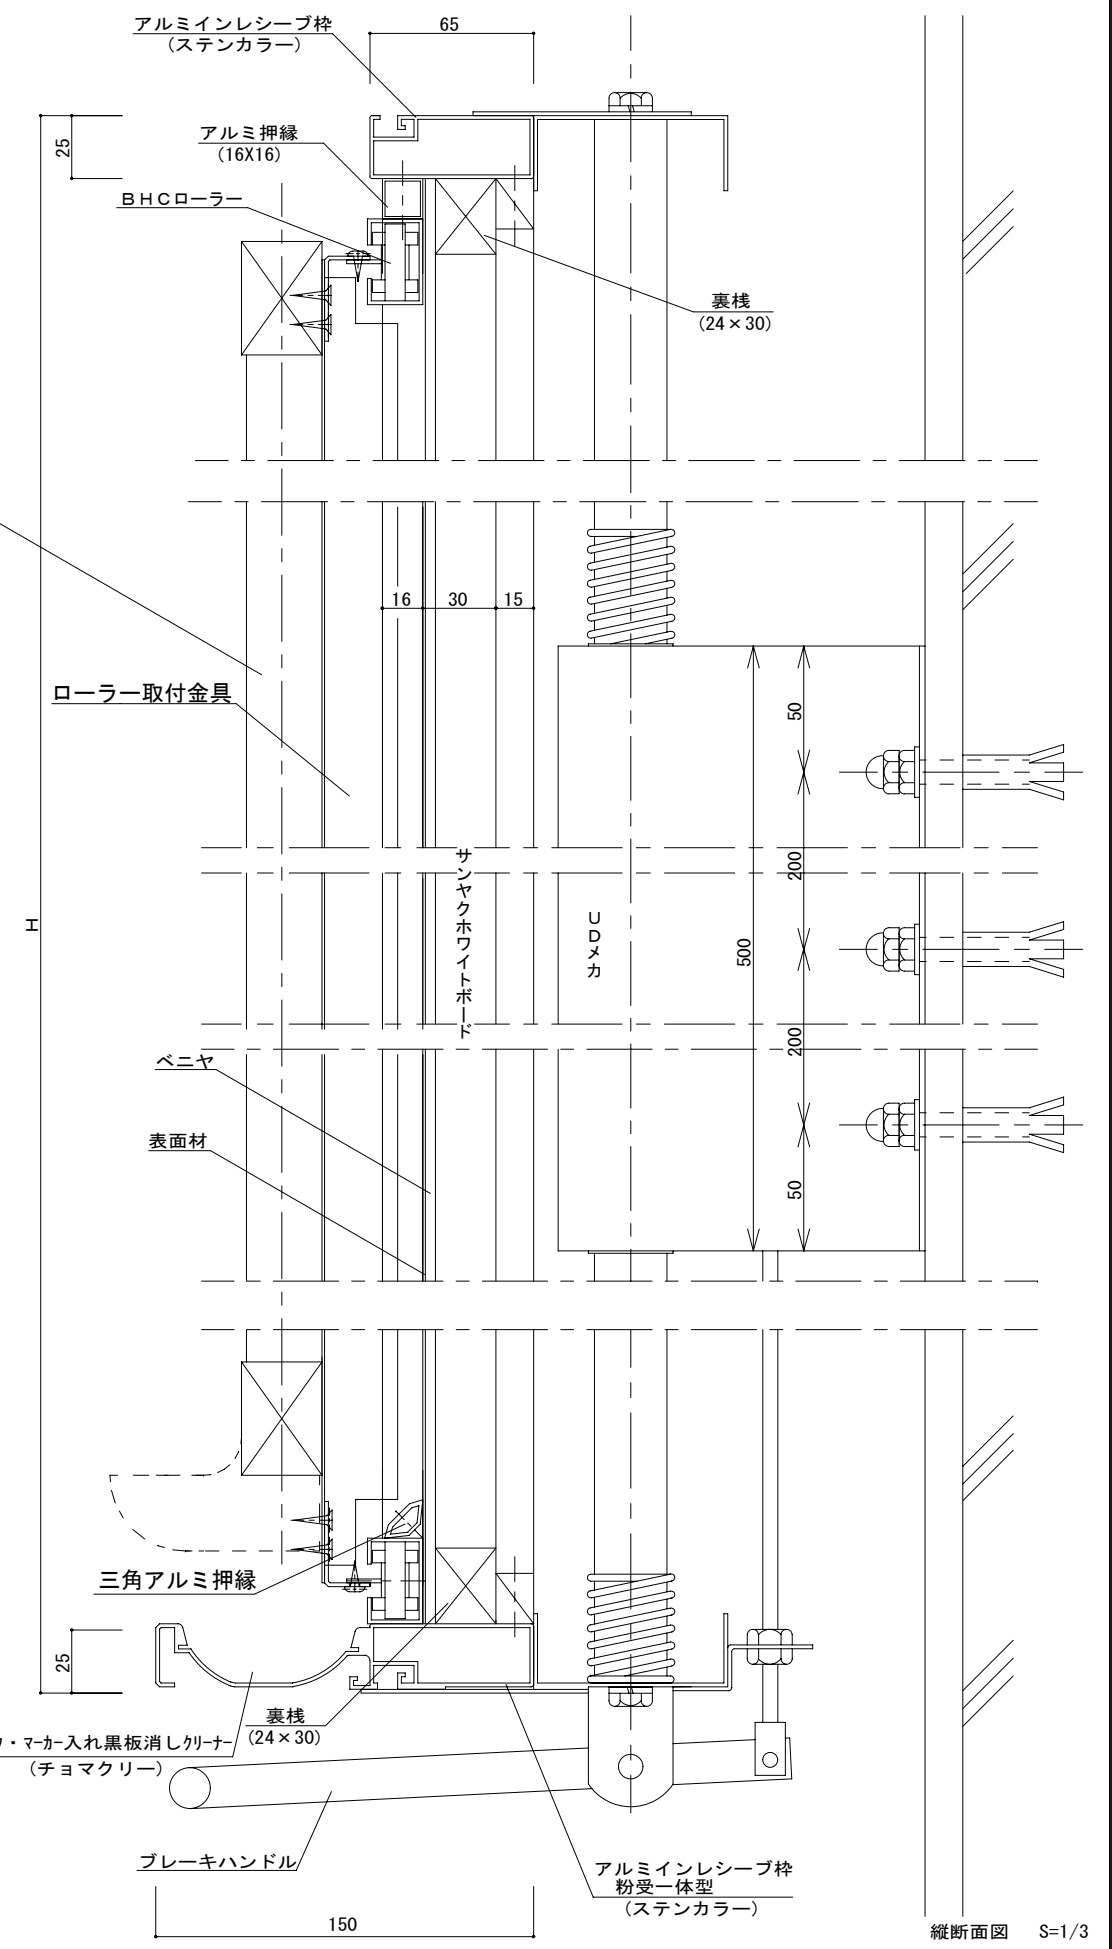 アルミインレシーブ枠
(ステンカラー)
65
25
アルミ押縁
(16X16)
BHCローラー
裏桟
(24×30)
16
30
15
ローラー取付金具
50
200
サンヤクホワイトボード
UDメカ
500
H
200
ベニヤ
表面材
50
三角アルミ押縁
25
裏桟
(24×30)
・マーカー入れ黒板消しクリーナー
(チョマクリー)
ブレーキハンドル
アルミインレシーブ枠
粉受一体型
(ステンカラー)
150
縦断面図 S=1/3